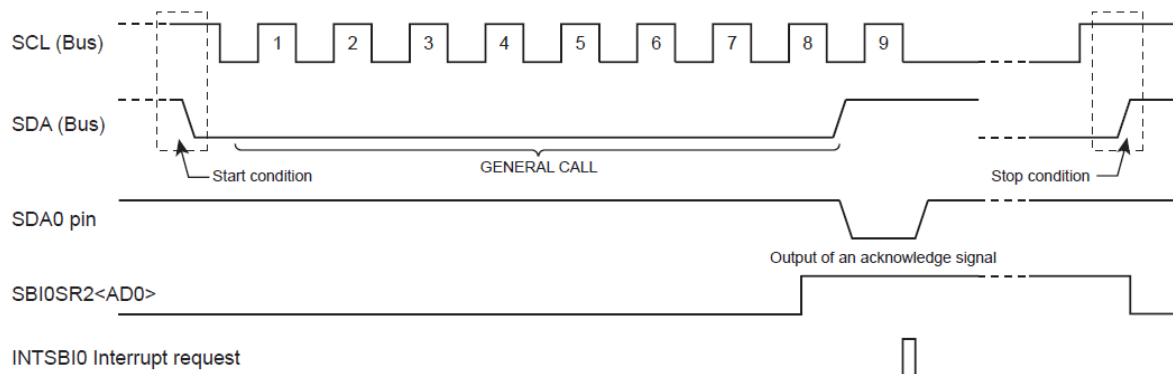 SCL (Bus)
1 2 3 4 5 6 7 8 9
SDA (Bus)
Start condition
GENERAL CALL
Stop condition
SDA0 pin
Output of an acknowledge signal
SBI0SR2<AD0>
INTSBI0 Interrupt request